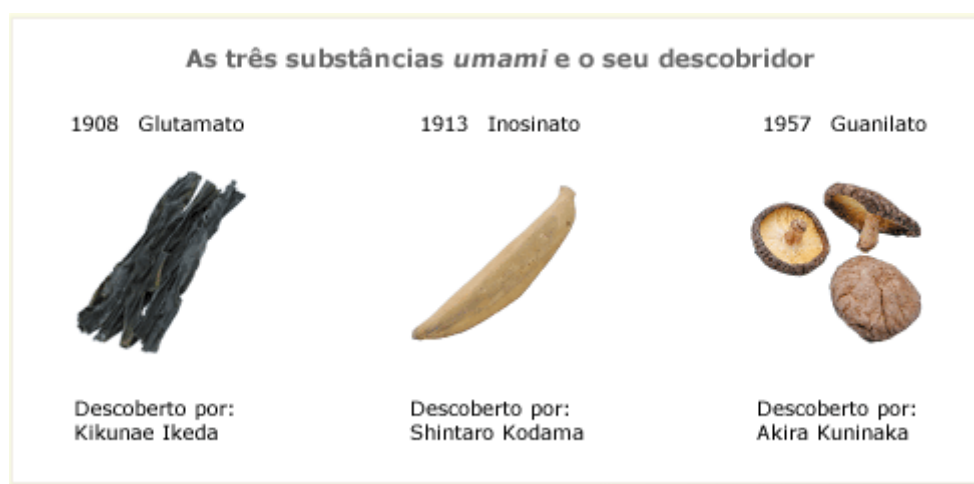 As três substâncias umami e o seu descobridor
1908 Glutamato
1913 Inosinato
1957 Guanilato
Descoberto por:
Kikunae Ikeda
Descoberto por:
Shintaro Kodama
Descoberto por:
Akira Kuninaka